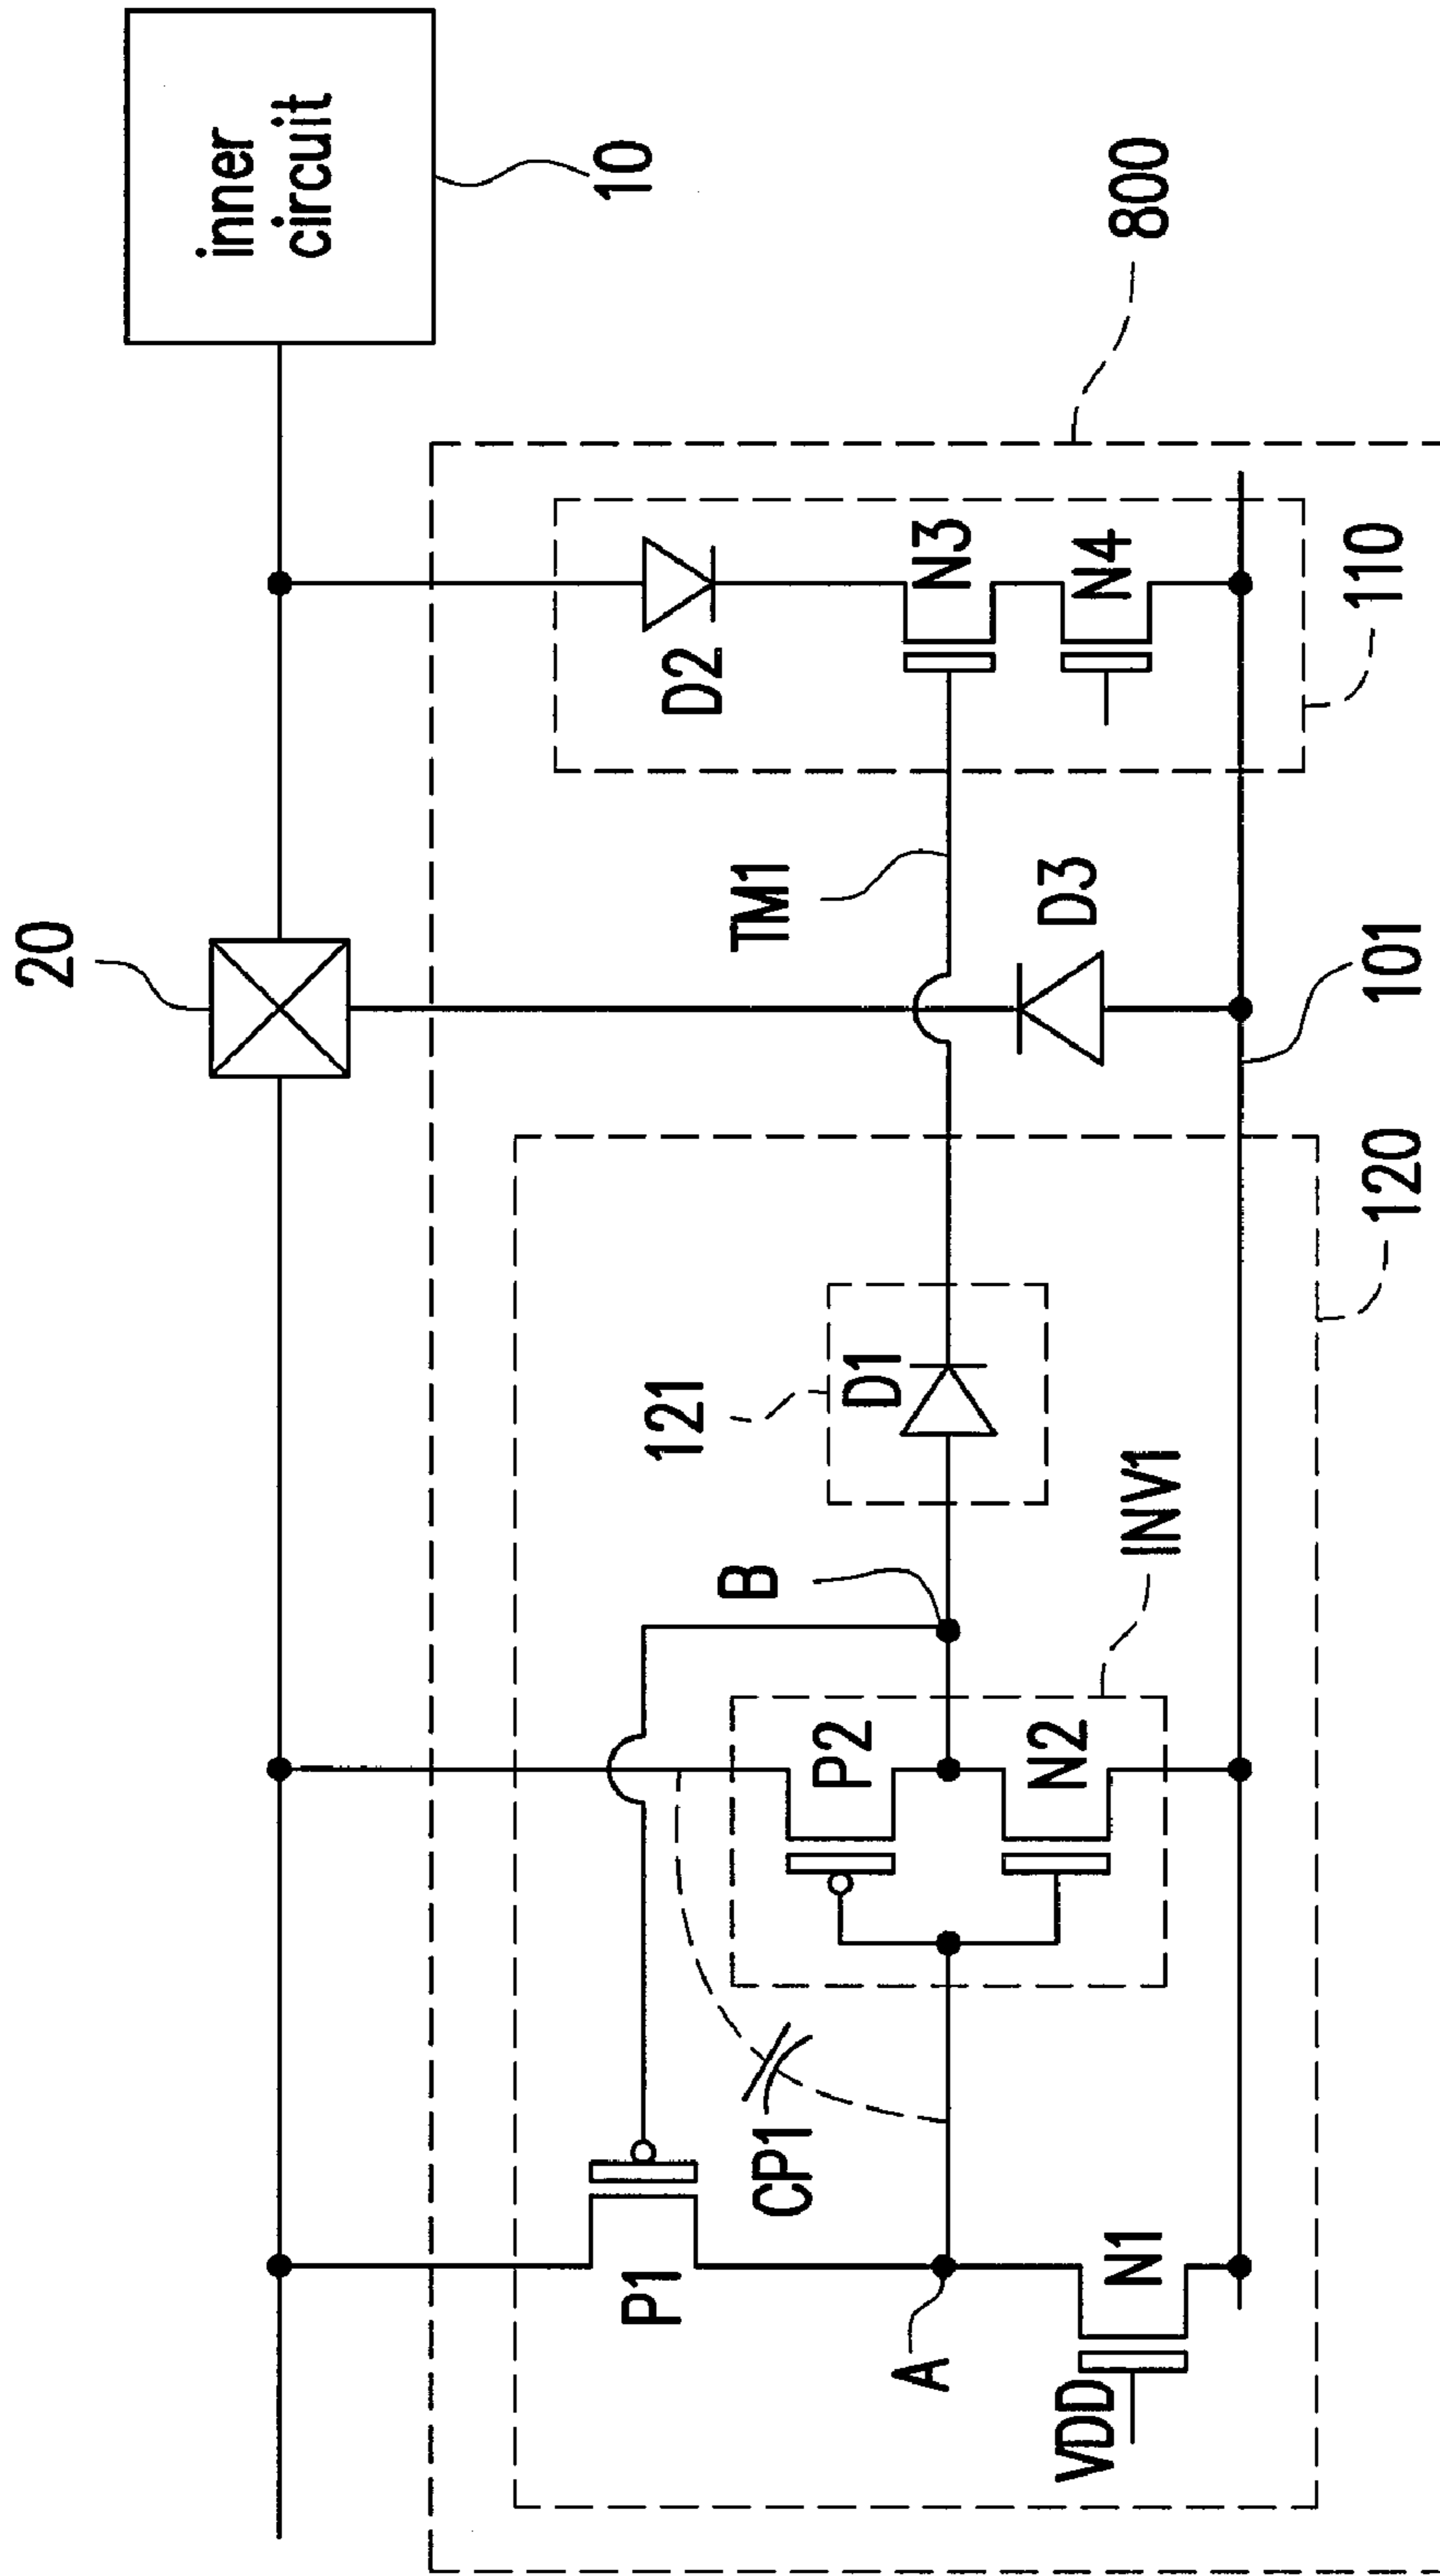 20
inner
circuit
10
P1
121
D2
B
TM1
CP1
P2
D1
A
N3
VDD
N1
N2
D3
N4
INV1
800
120
101
110